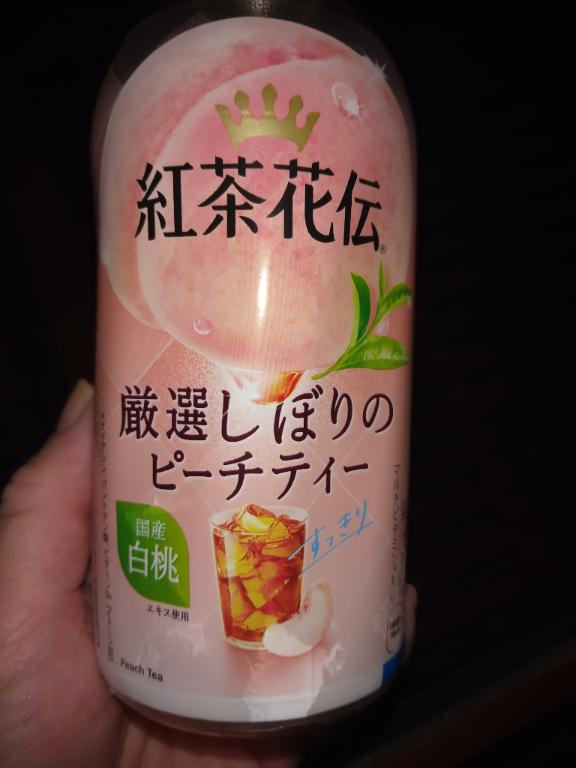 紅茶花伝®
厳選しぼりの
ピーチティー
すっきり
国産
白桃
エキス使用
Peach Tea